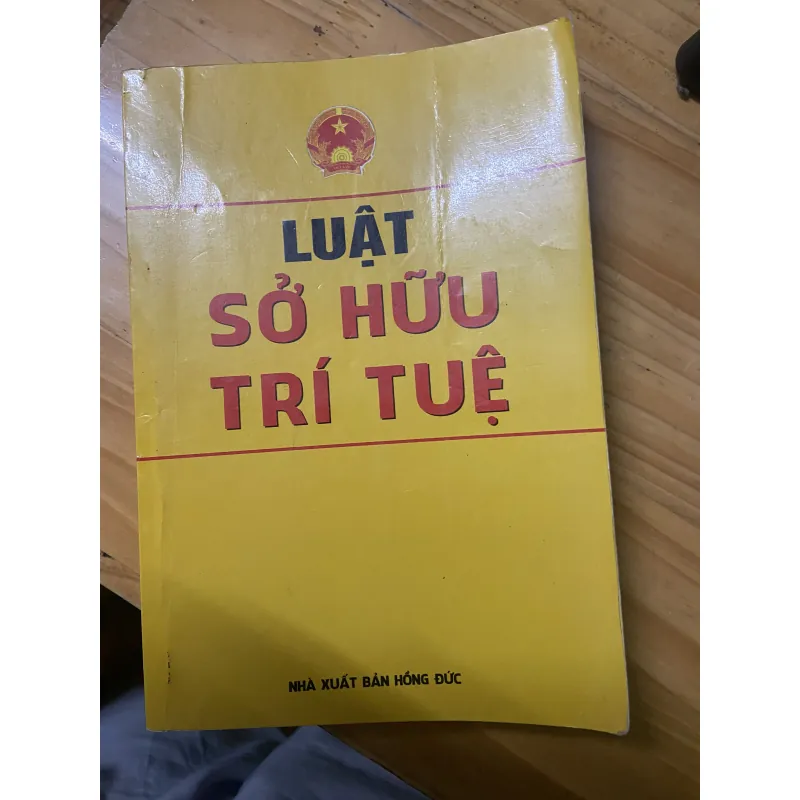 LUẬT
SỞ HỮU
TRÍ TUỆ
NHÀ XUẤT BẢN HỒNG ĐỨC